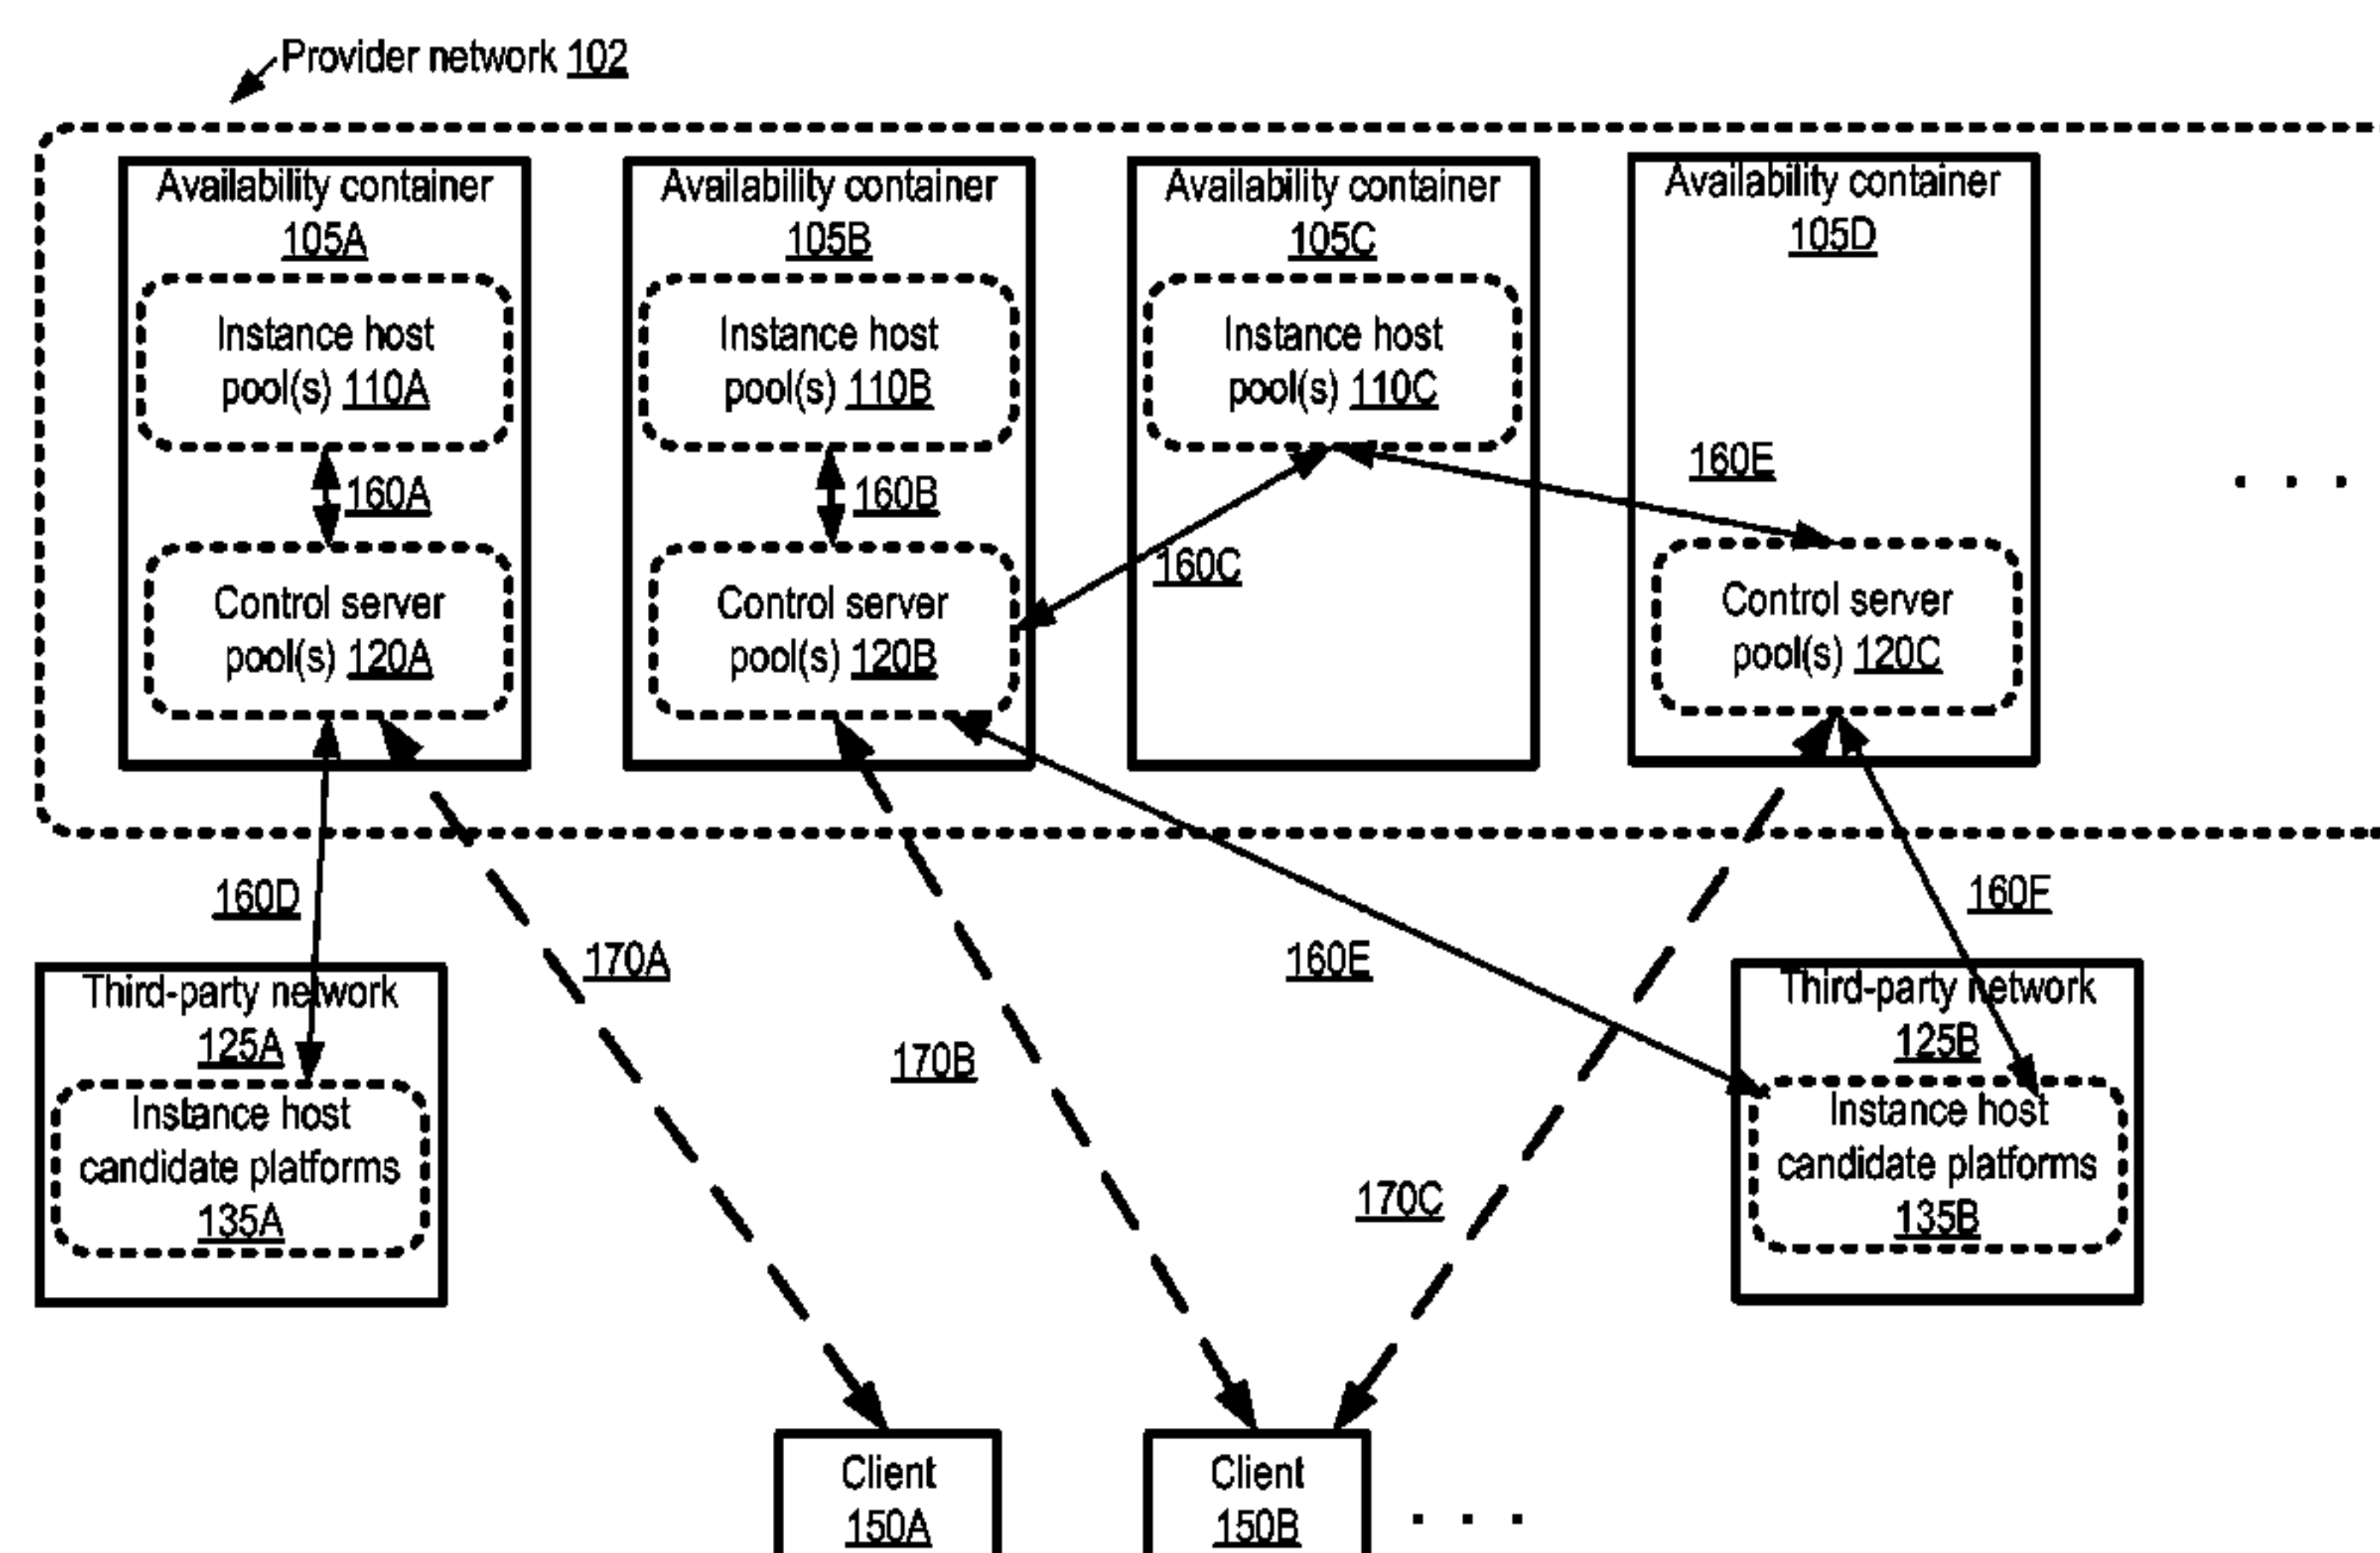 Provider network 102
Availability container
105A
Instance host
pool(s) 110A
160A
Control server
pool(s) 120A
Availability container
105B
Instance host
pool(s) 110B
160B
Control server
pool(s) 120B
Availability container
105C
Instance host
pool(s) 110C
160C
Availability container
105D
160E
Control server
pool(s) 120C
. . .
160D
170A
170B
160E
170C
160F
Third-party network
125A
Instance host
candidate platforms
135A
Third-party network
125B
Instance host
candidate platforms
135B
Client
150A
Client
150B
. . .